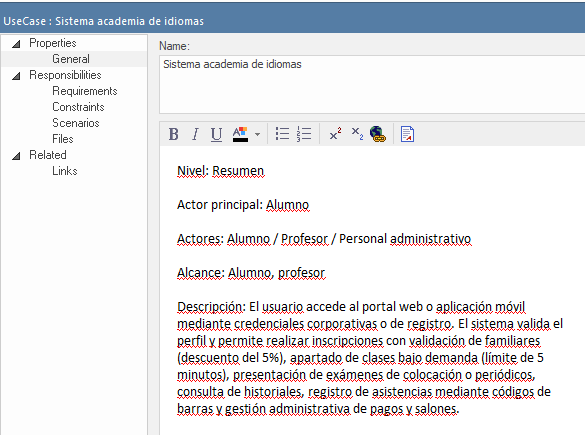 UseCase : Sistema academia de idiomas
Properties
General
Responsibilities
Requirements
Constraints
Scenarios
Files
Related
Links
Name:
Sistema academia de idiomas
B I U A x² x₂
Nivel: Resumen
Actor principal: Alumno
Actores: Alumno / Profesor / Personal administrativo
Alcance: Alumno, profesor
Descripción: El usuario accede al portal web o aplicación móvil
mediante credenciales corporativas o de registro. El sistema valida el
perfil y permite realizar inscripciones con validación de familiares
(descuento del 5%), apartado de clases bajo demanda (límite de 5
minutos), presentación de exámenes de colocación o periódicos,
consulta de historiales, registro de asistencias mediante códigos de
barras y gestión administrativa de pagos y salones.